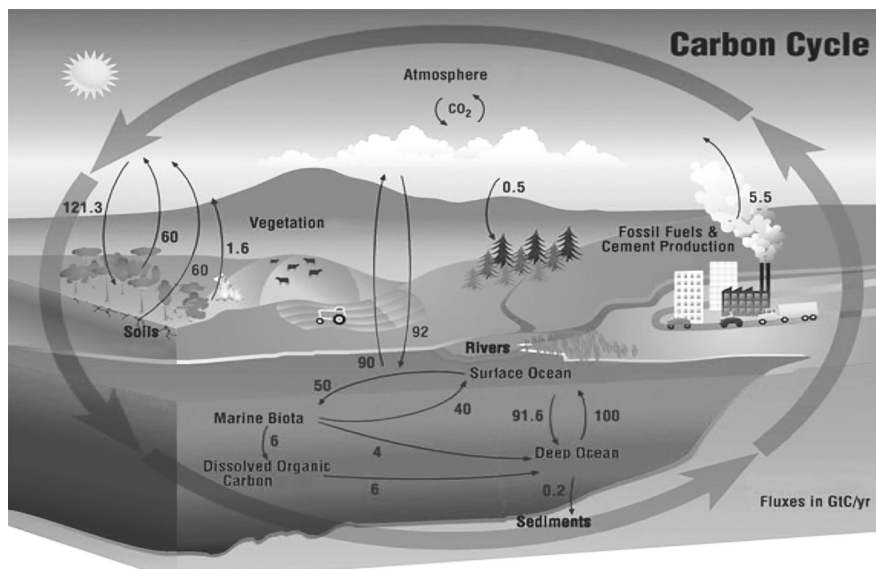 Carbon Cycle
Atmosphere
CO₂
121.3
60
60
1.6
Vegetation
0.5
5.5
Fossil Fuels &
Cement Production
Soils
90
92
Rivers
Surface Ocean
50
40
91.6
100
Marine Biota
6
4
Deep Ocean
Dissolved Organic
Carbon
6
0.2
Sediments
Fluxes in GtC/yr